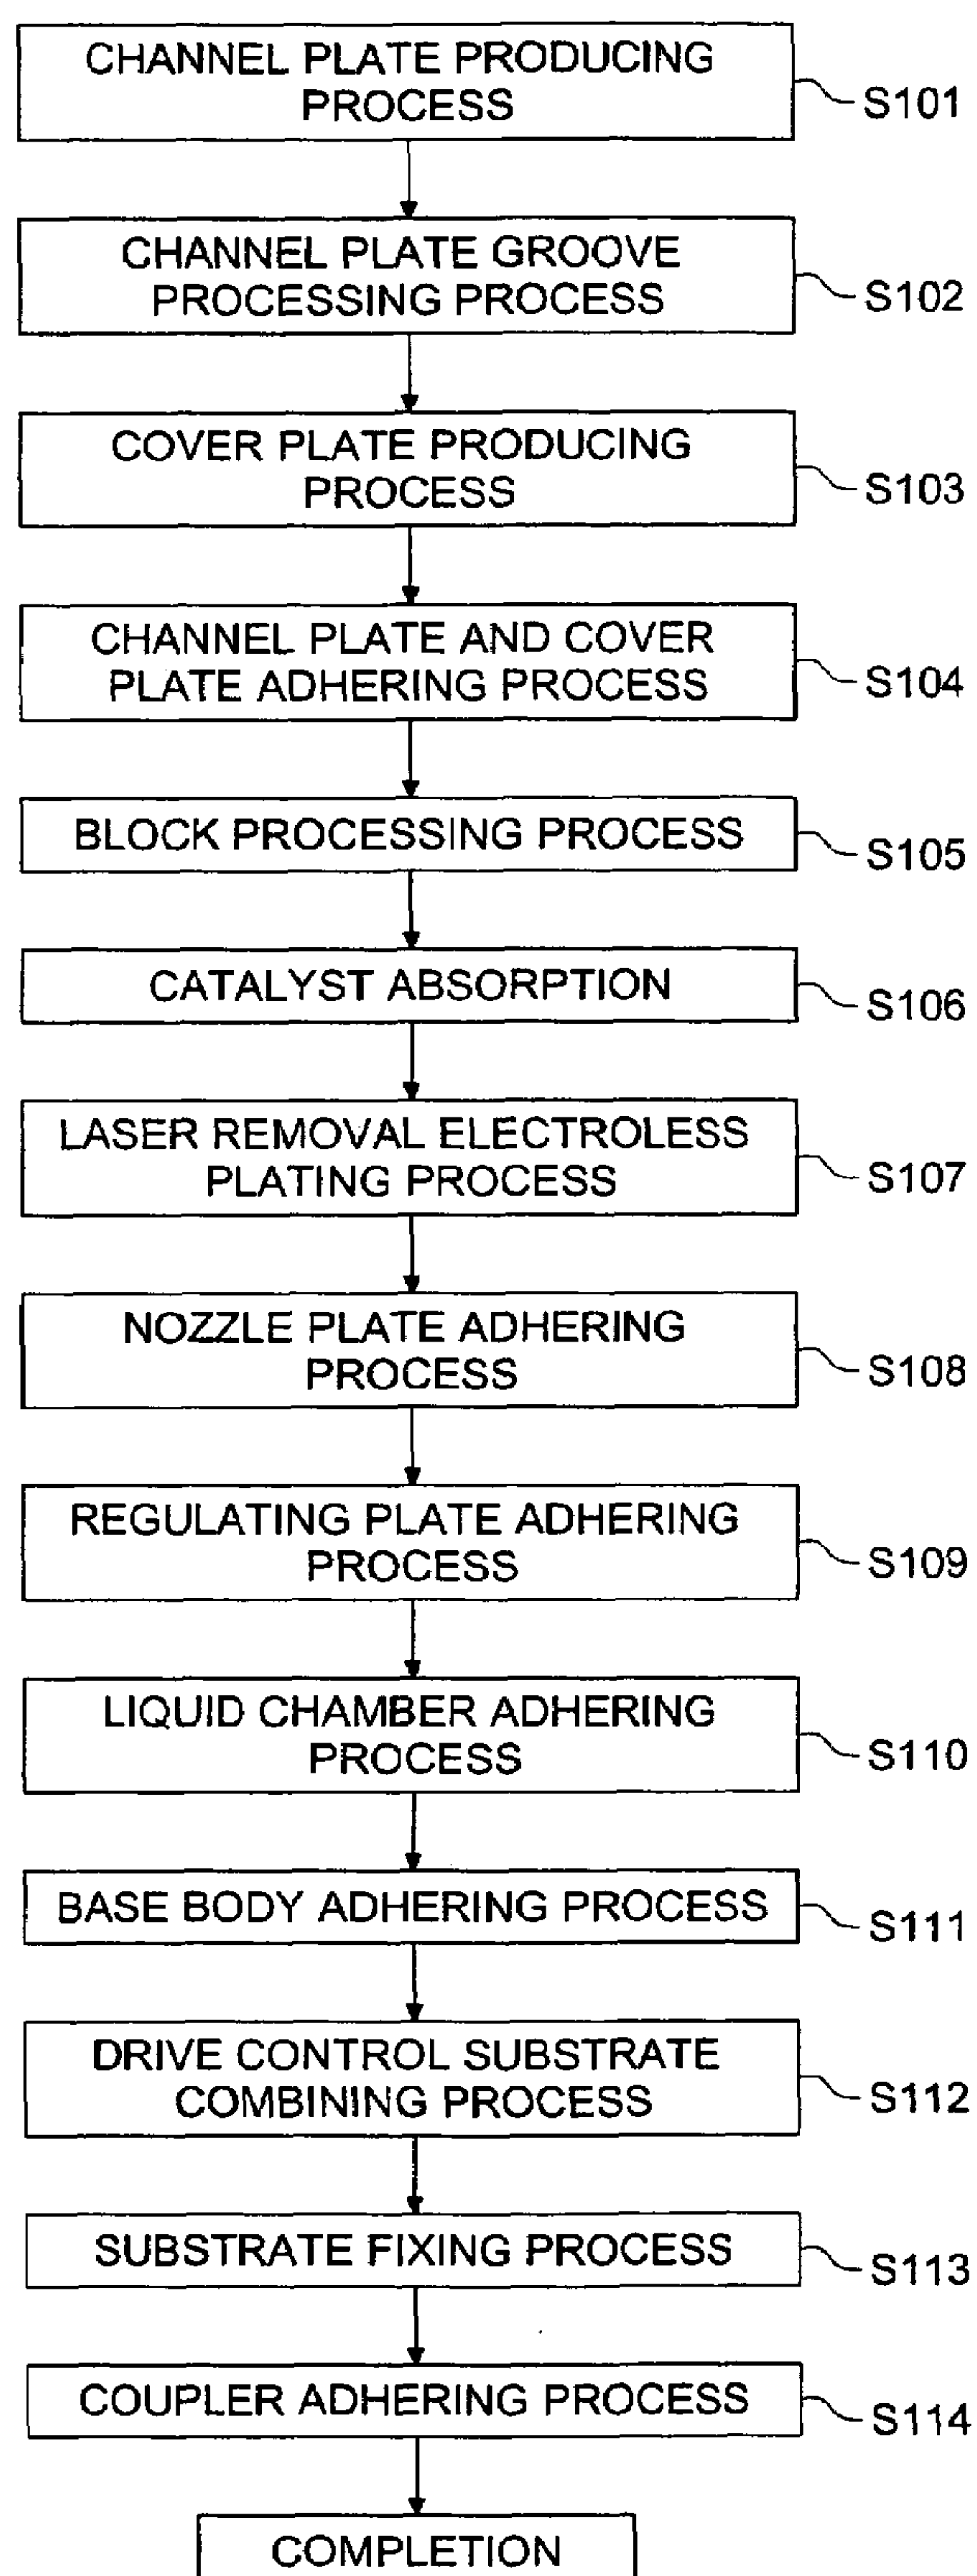 CHANNEL PLATE PRODUCING
PROCESS
S101
CHANNEL PLATE GROOVE
PROCESSING PROCESS
S102
COVER PLATE PRODUCING
PROCESS
S103
CHANNEL PLATE AND COVER
PLATE ADHERING PROCESS
S104
BLOCK PROCESSING PROCESS
S105
CATALYST ABSORPTION
S106
LASER REMOVAL ELECTROLESS
PLATING PROCESS
S107
NOZZLE PLATE ADHERING
PROCESS
S108
REGULATING PLATE ADHERING
PROCESS
S109
LIQUID CHAMBER ADHERING
PROCESS
S110
BASE BODY ADHERING PROCESS
S111
DRIVE CONTROL SUBSTRATE
COMBINING PROCESS
S112
SUBSTRATE FIXING PROCESS
S113
COUPLER ADHERING PROCESS
S114
COMPLETION